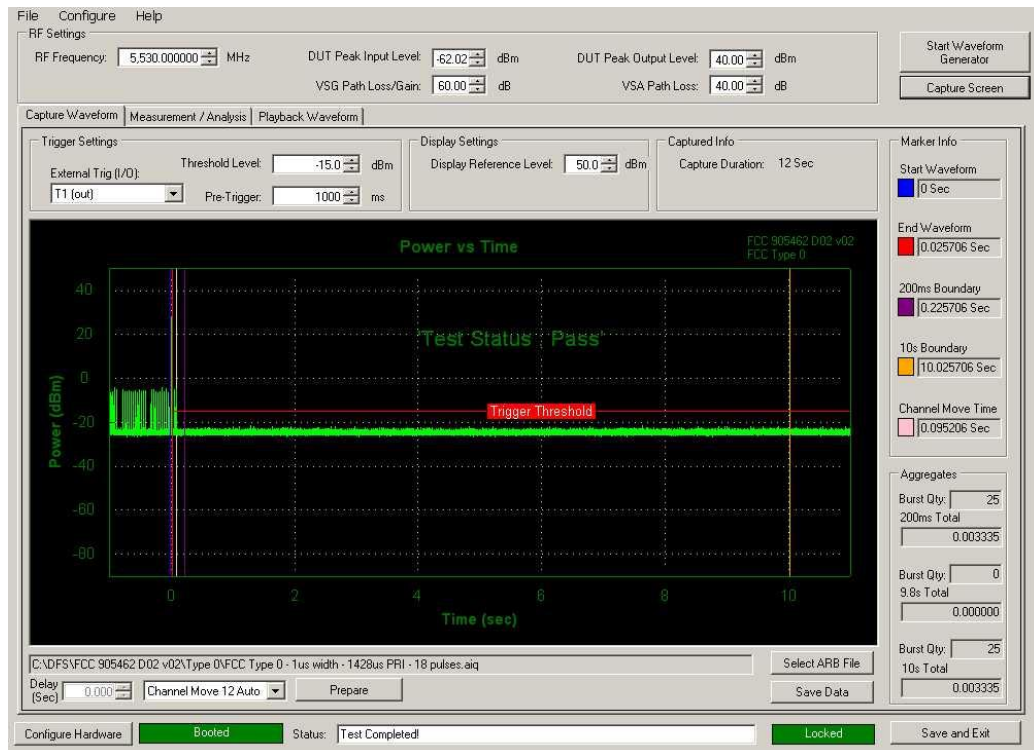 File Configure Help
RF Settings
RF Frequency: 5,530.000000 MHz
DUT Peak Input Level: -62.02 dBm
DUT Peak Output Level: 40.00 dBm
VSG Path Loss/Gain: 60.00 dB
VSA Path Loss: 40.00 dB
Start Waveform
Generator
Capture Screen
Capture Waveform Measurement / Analysis Playback Waveform
Trigger Settings
External Trig (I/O):
T1 (out)
Threshold Level: -15.0 dBm
Pre-Trigger: 1000 ms
Display Settings
Display Reference Level: 50.0 dBm
Captured Info
Capture Duration: 12 Sec
Marker Info
Start Waveform
0 Sec
End Waveform
0.025706 Sec
200ms Boundary
0.225706 Sec
10s Boundary
10.025706 Sec
Channel Move Time
0.095206 Sec
Power vs Time
FCC 905462 D02 v02
FCC Type 0
'Test Status : Pass'
Trigger Threshold
Power (dBm)
40
20
0
-20
-40
-60
-80
0 2 4 6 8 10
Time (sec)
Aggregates
Burst Qty: 25
200ms Total
0.003335
Burst Qty: 0
9.8s Total
0.000000
Burst Qty: 25
10s Total
0.003335
C:\DFS\FCC 905462 D02 v02\Type 0\FCC Type 0 - 1us width - 1428us PRI - 18 pulses.aiq
Select ARB File
Delay
(Sec) 0.000
Channel Move 12 Auto
Prepare
Save Data
Configure Hardware
Booted
Status: Test Completed!
Locked
Save and Exit